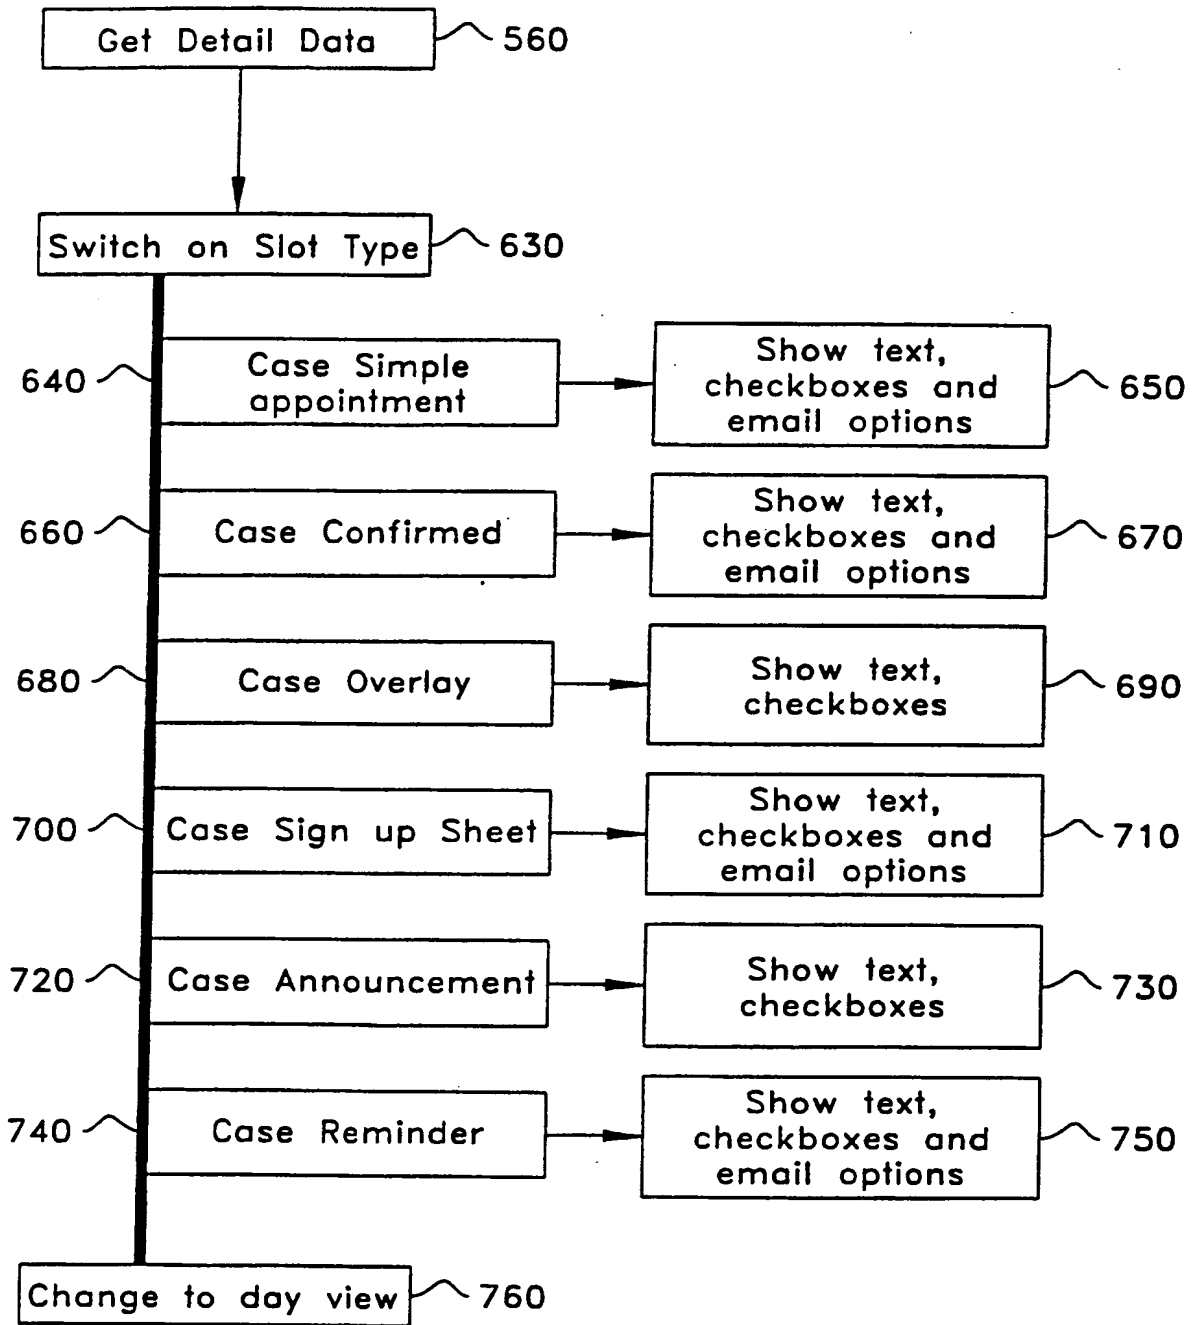 Get Detail Data
560
Switch on Slot Type
630
640
Case Simple
appointment
Show text,
checkboxes and
email options
650
660
Case Confirmed
Show text,
checkboxes and
email options
670
680
Case Overlay
Show text,
checkboxes
690
700
Case Sign up Sheet
Show text,
checkboxes and
email options
710
720
Case Announcement
Show text,
checkboxes
730
740
Case Reminder
Show text,
checkboxes and
email options
750
Change to day view
760